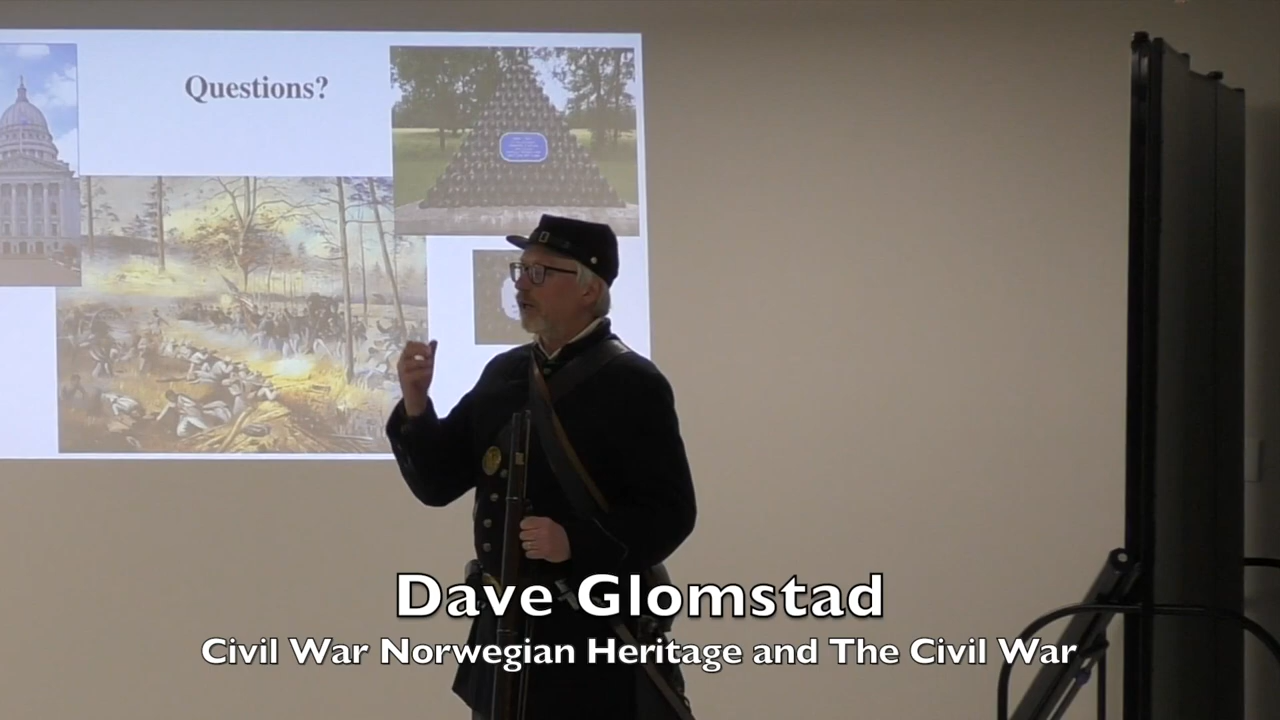 Questions?
Dave Glomstad
Civil War Norwegian Heritage and The Civil War